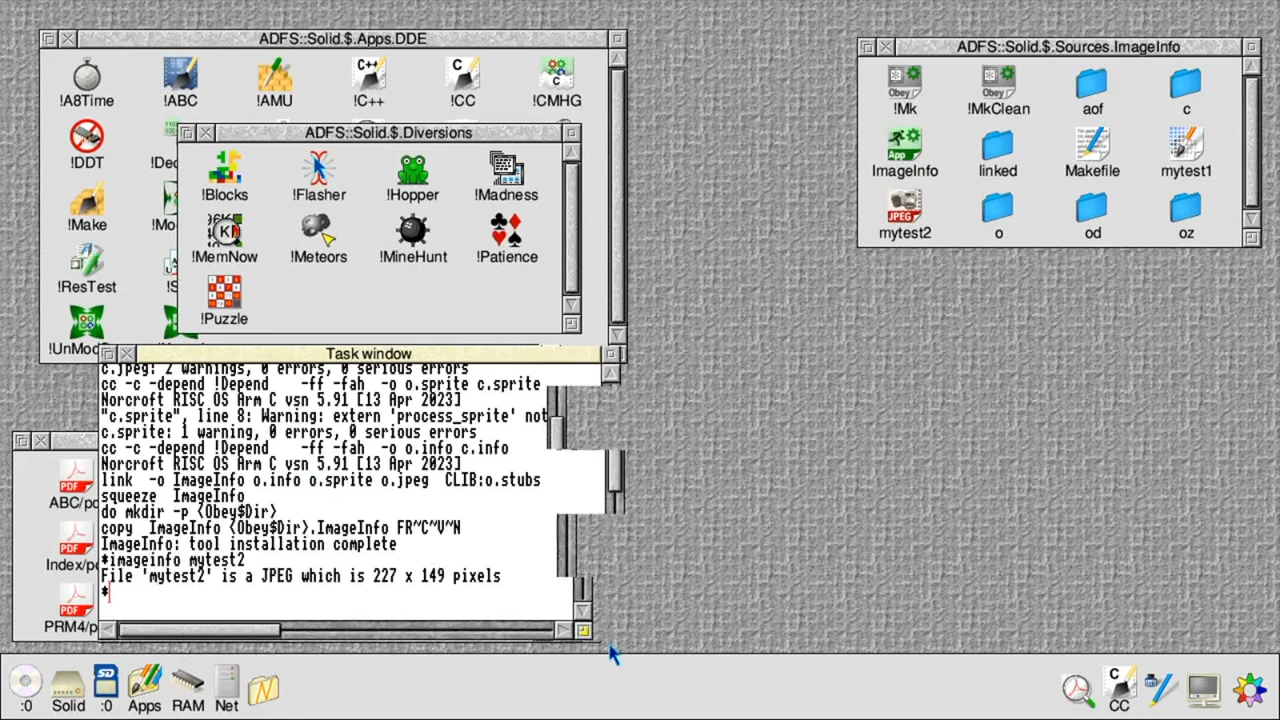 ADFS::Solid.$.Apps.DDE
!A8Time !ABC !AMU !C++ !CC !CMHG
!DDT
!Make
!ResTest
ADFS::Solid.$.Diversions
!Blocks !Flasher !Hopper !Madness
!MemNow !Meteors !MineHunt !Patience
!Puzzle
ADFS::Solid.$.Sources.ImageInfo
!Mk !MkClean aof c
ImageInfo linked Makefile mytest1
mytest2 o od oz
Task window
c.jpeg: 2 warnings, 0 errors, 0 serious errors
cc -c -depend !Depend -ff -fah -o o.sprite c.sprite
Norcroft RISC OS Arm C vsn 5.91 [13 Apr 2023]
"c.sprite", line 8: Warning: extern 'process_sprite' not
c.sprite: 1 warning, 0 errors, 0 serious errors
cc -c -depend !Depend -ff -fah -o o.info c.info
Norcroft RISC OS Arm C vsn 5.91 [13 Apr 2023]
link -o ImageInfo o.info o.sprite o.jpeg CLIB:o.stubs
squeeze ImageInfo
do mkdir -p {Obey$Dir}
copy ImageInfo {Obey$Dir}.ImageInfo FR~C~V~N
ImageInfo: tool installation complete
*imageinfo mytest2
File 'mytest2' is a JPEG which is 227 x 149 pixels
*
ABC/p
Index/p
PRM4/p
:0 Solid :0 Apps RAM Net CC